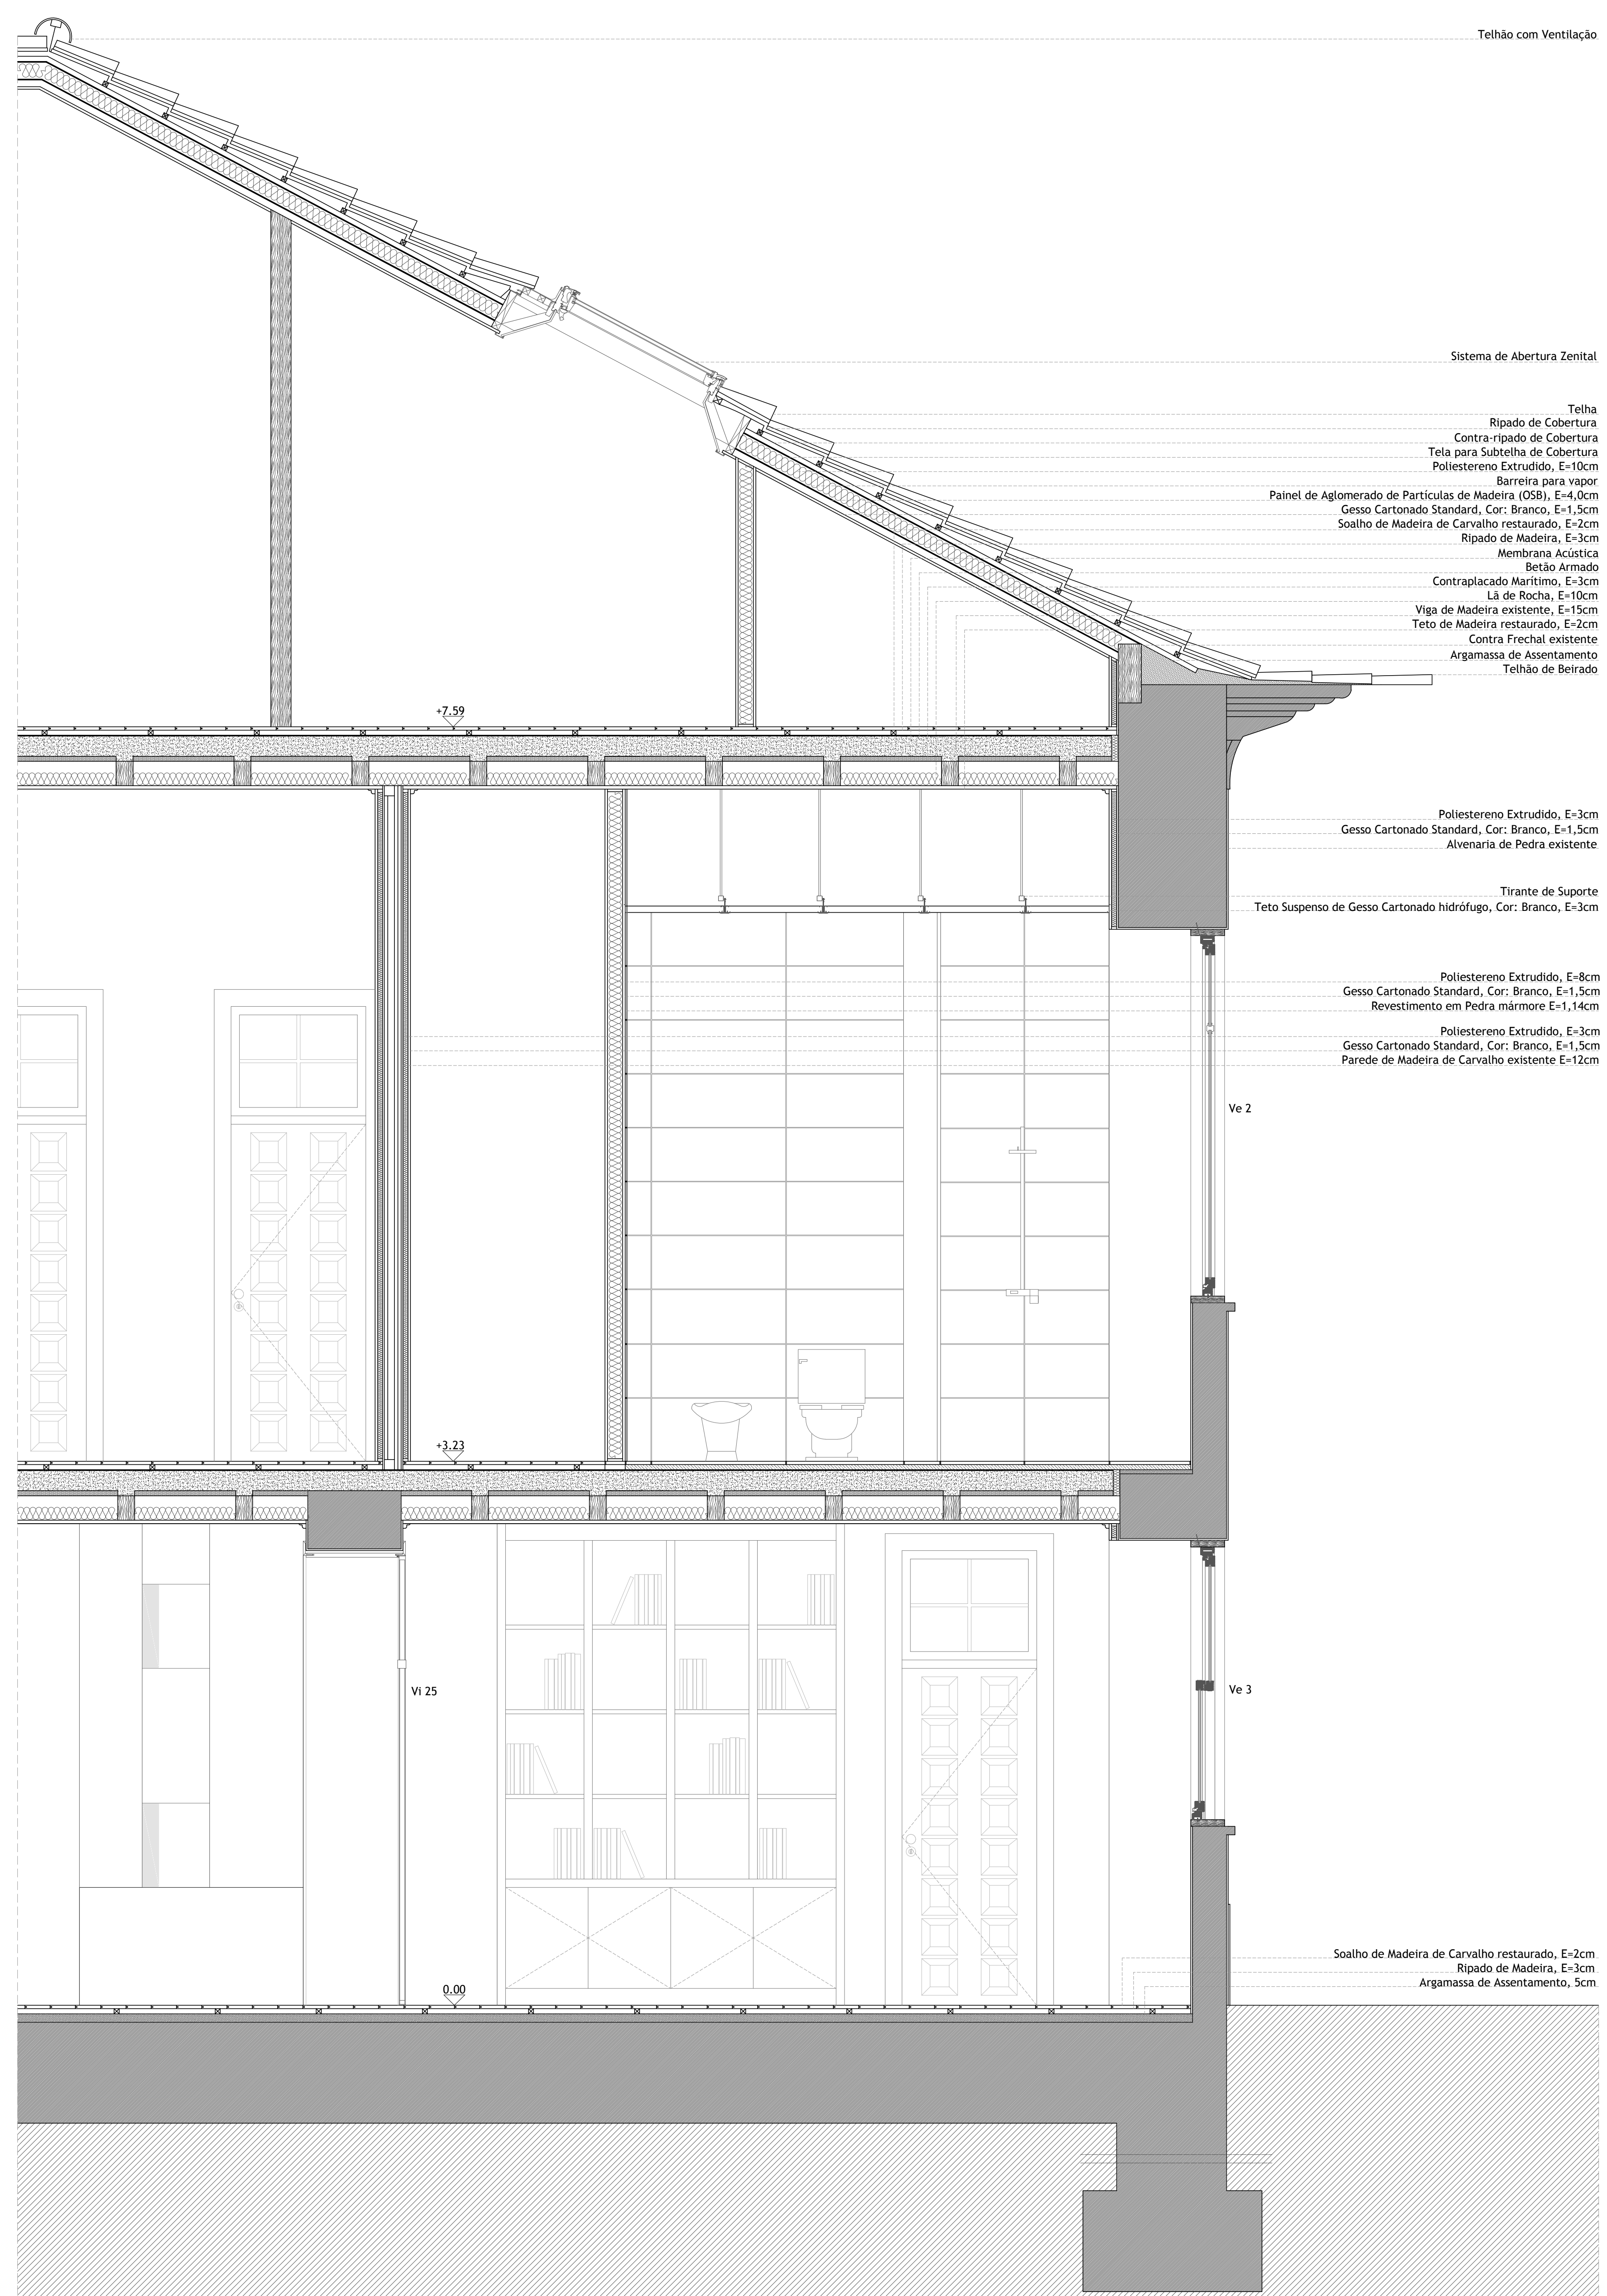 Telhão com Ventilação
Sistema de Abertura Zenital
Telha
Ripado de Cobertura
Contra-ripado de Cobertura
Tela para Subtelha de Cobertura
Poliestereno Extrudido, E=10cm
Barreira para vapor
Painel de Aglomerado de Partículas de Madeira (OSB), E=4,0cm
Gesso Cartonado Standard, Cor: Branco, E=1,5cm
Soalho de Madeira de Carvalho restaurado, E=2cm
Ripado de Madeira, E=3cm
Membrana Acústica
Betão Armado
Contraplacado Marítimo, E=3cm
Lã de Rocha, E=10cm
Viga de Madeira existente, E=15cm
Teto de Madeira restaurado, E=2cm
Contra Frechal existente
Argamassa de Assentamento
Telhão de Beirado
+7.59
Poliestereno Extrudido, E=3cm
Gesso Cartonado Standard, Cor: Branco, E=1,5cm
Alvenaria de Pedra existente
Tirante de Suporte
Teto Suspenso de Gesso Cartonado hidrófugo, Cor: Branco, E=3cm
Poliestereno Extrudido, E=8cm
Gesso Cartonado Standard, Cor: Branco, E=1,5cm
Revestimento em Pedra mármore E=1,14cm
Poliestereno Extrudido, E=3cm
Gesso Cartonado Standard, Cor: Branco, E=1,5cm
Parede de Madeira de Carvalho existente E=12cm
Ve 2
+3.23
Vi 25
Ve 3
Soalho de Madeira de Carvalho restaurado, E=2cm
Ripado de Madeira, E=3cm
Argamassa de Assentamento, 5cm
0.00